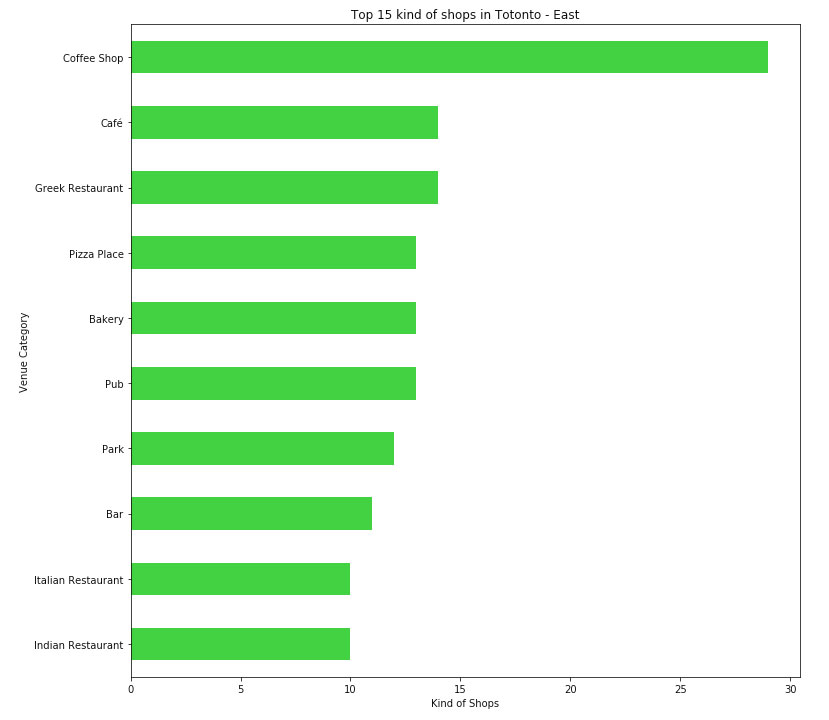 Top 15 kind of shops in Totonto - East
Coffee Shop
Café
Greek Restaurant
Pizza Place
Bakery
Pub
Park
Bar
Italian Restaurant
Indian Restaurant
Venue Category
0 5 10 15 20 25 30
Kind of Shops